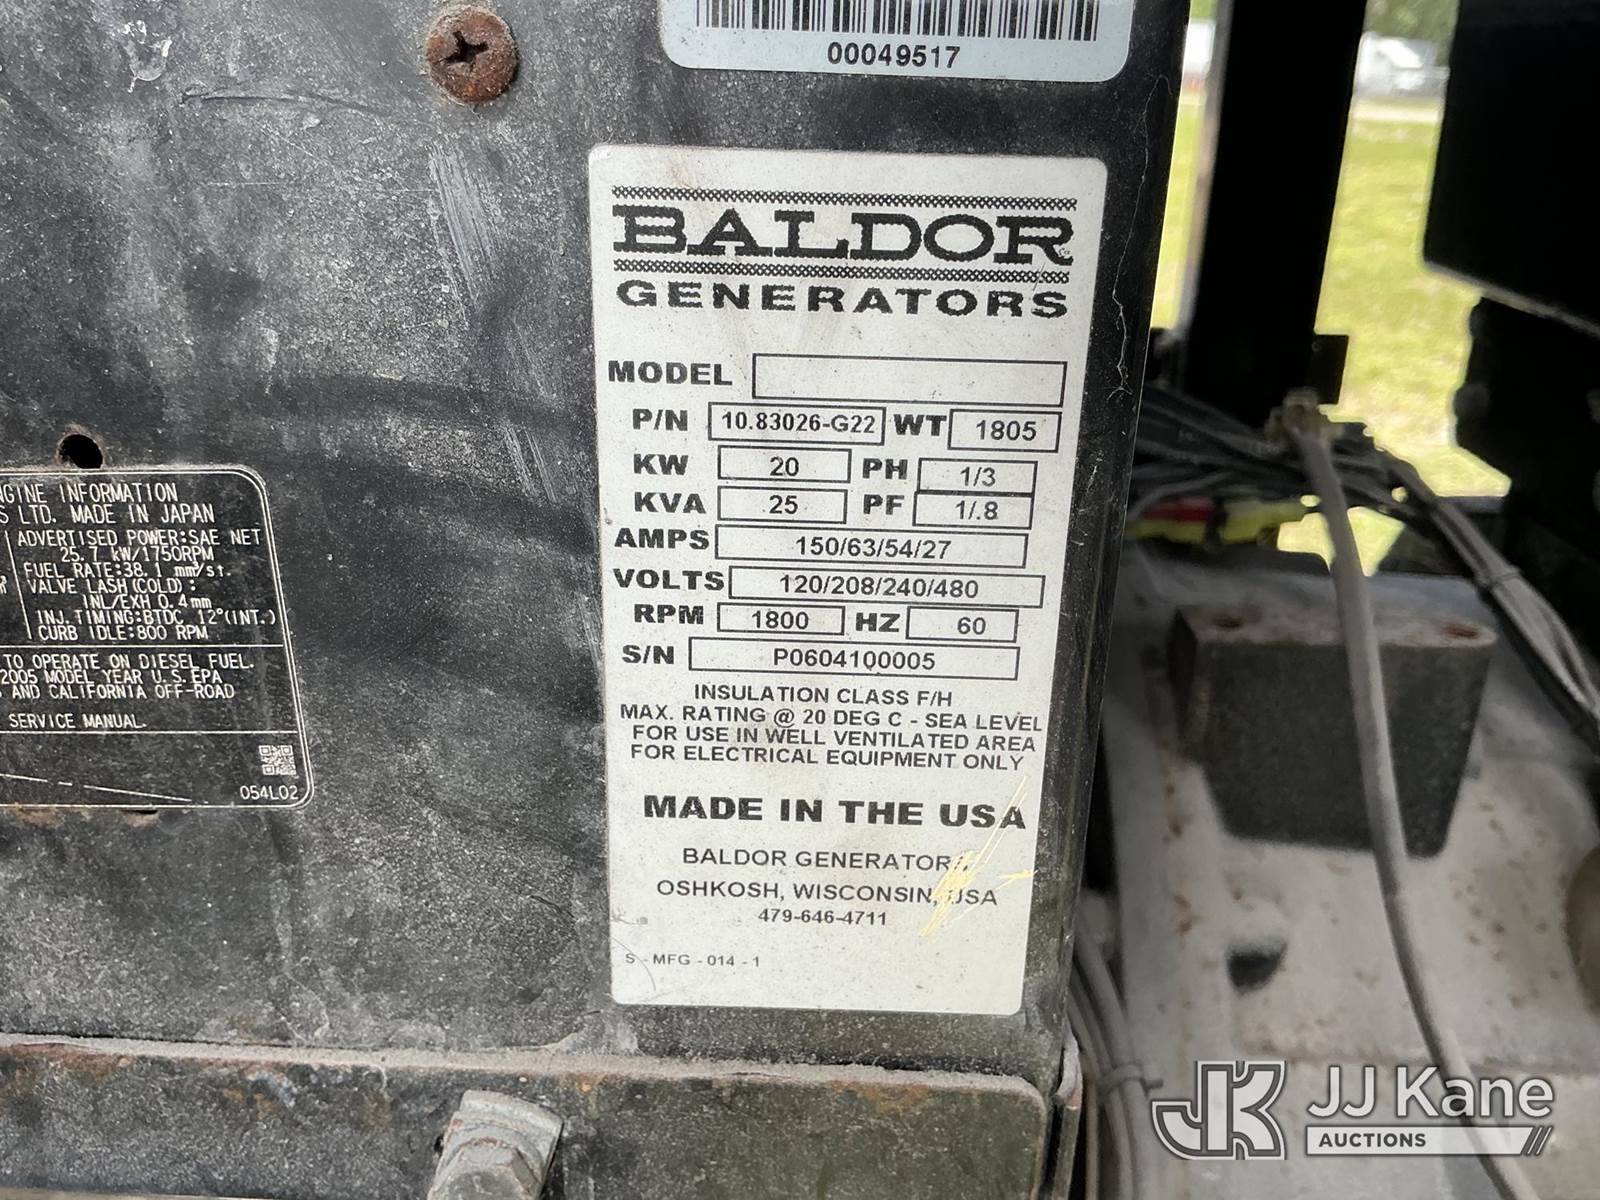 00049517
BALDOR
GENERATORS
MODEL
P/N 10.83026-G22 WT 1805
KW 20 PH 1/3
KVA 25 PF 1/.8
AMPS 150/63/54/27
VOLTS 120/208/240/480
RPM 1800 HZ 60
S/N P0604100005
INSULATION CLASS F/H
MAX. RATING @ 20 DEG C - SEA LEVEL
FOR USE IN WELL VENTILATED AREA
FOR ELECTRICAL EQUIPMENT ONLY
MADE IN THE USA
BALDOR GENERATORS
OSHKOSH, WISCONSIN, USA
479-646-4711
S - MFG - 014 - 1
INFORMATION
LTD. MADE IN JAPAN
ADVERTISED POWER:SAE NET
25.7 kW/1750RPM
FUEL RATE:38.1 mm³/st.
VALVE LASH(COLD):
INL/EXH 0.4mm
INJ.TIMING:BTDC 12°(INT.)
CURB IDLE:800 RPM
TO OPERATE ON DIESEL FUEL.
2005 MODEL YEAR U.S.EPA
AND CALIFORNIA OFF-ROAD
SERVICE MANUAL.
054L02
JK JJ Kane
AUCTIONS